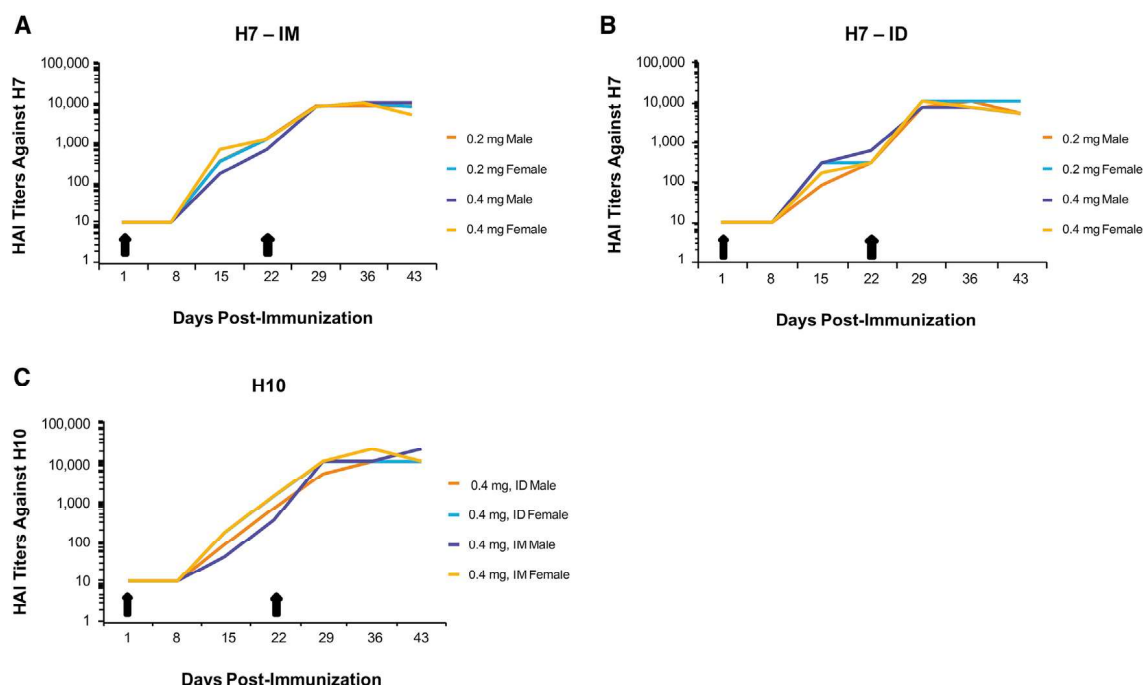 A
H7 – IM
HAI Titers Against H7
100,000
10,000
1,000
100
10
1
1 8 15 22 29 36 43
Days Post-Immunization
0.2 mg Male
0.2 mg Female
0.4 mg Male
0.4 mg Female
B
H7 – ID
HAI Titers Against H7
100,000
10,000
1,000
100
10
1
1 8 15 22 29 36 43
Days Post-Immunization
0.2 mg Male
0.2 mg Female
0.4 mg Male
0.4 mg Female
C
H10
HAI Titers Against H10
100,000
10,000
1,000
100
10
1
1 8 15 22 29 36 43
Days Post-Immunization
0.4 mg, ID Male
0.4 mg, ID Female
0.4 mg, IM Male
0.4 mg, IM Female